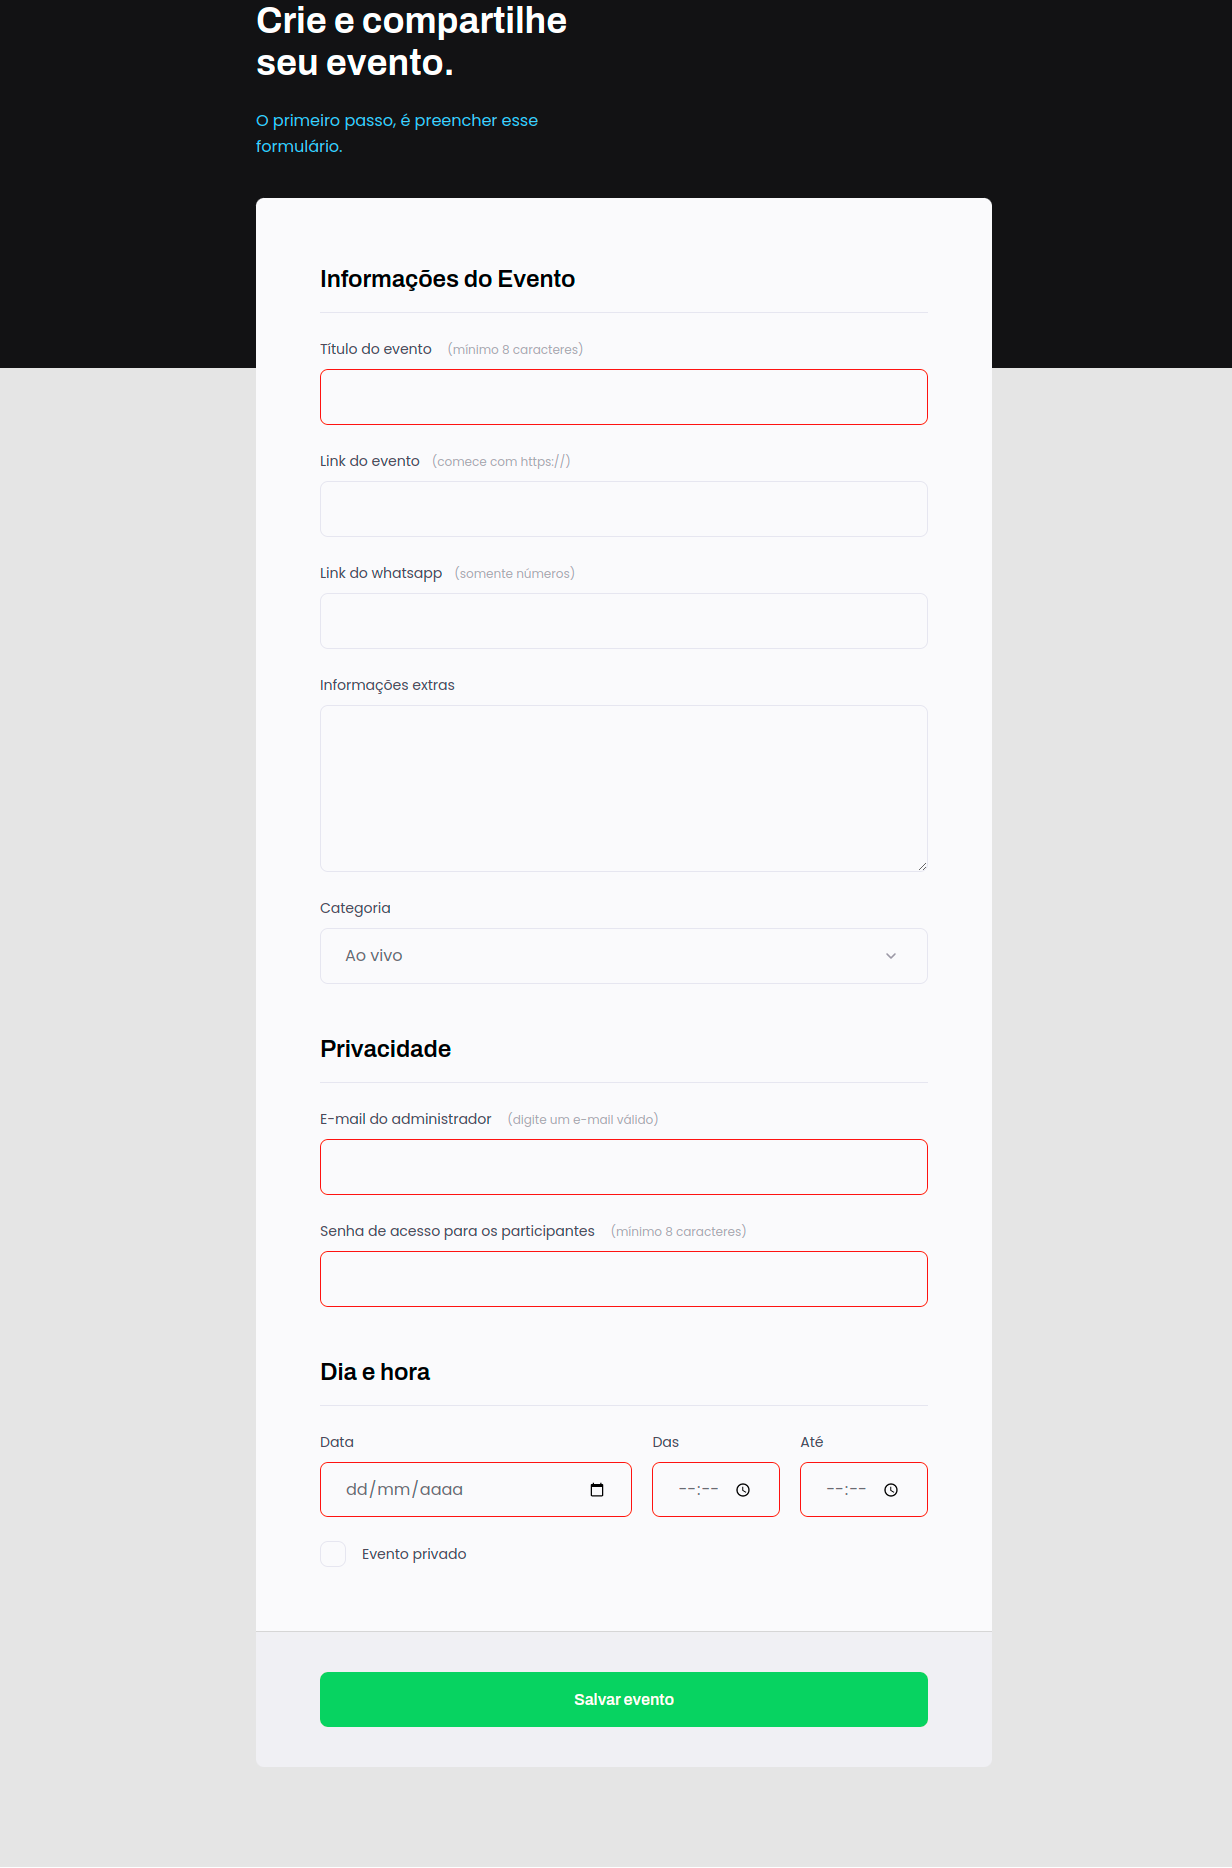 Crie e compartilhe
seu evento.
O primeiro passo, é preencher esse
formulário.
Informações do Evento
Título do evento (mínimo 8 caracteres)
Link do evento (comece com https://)
Link do whatsapp (somente números)
Informações extras
Categoria
Ao vivo
Privacidade
E-mail do administrador (digite um e-mail válido)
Senha de acesso para os participantes (mínimo 8 caracteres)
Dia e hora
Data Das Até
dd/mm/aaaa --:-- --:--
Evento privado
Salvar evento